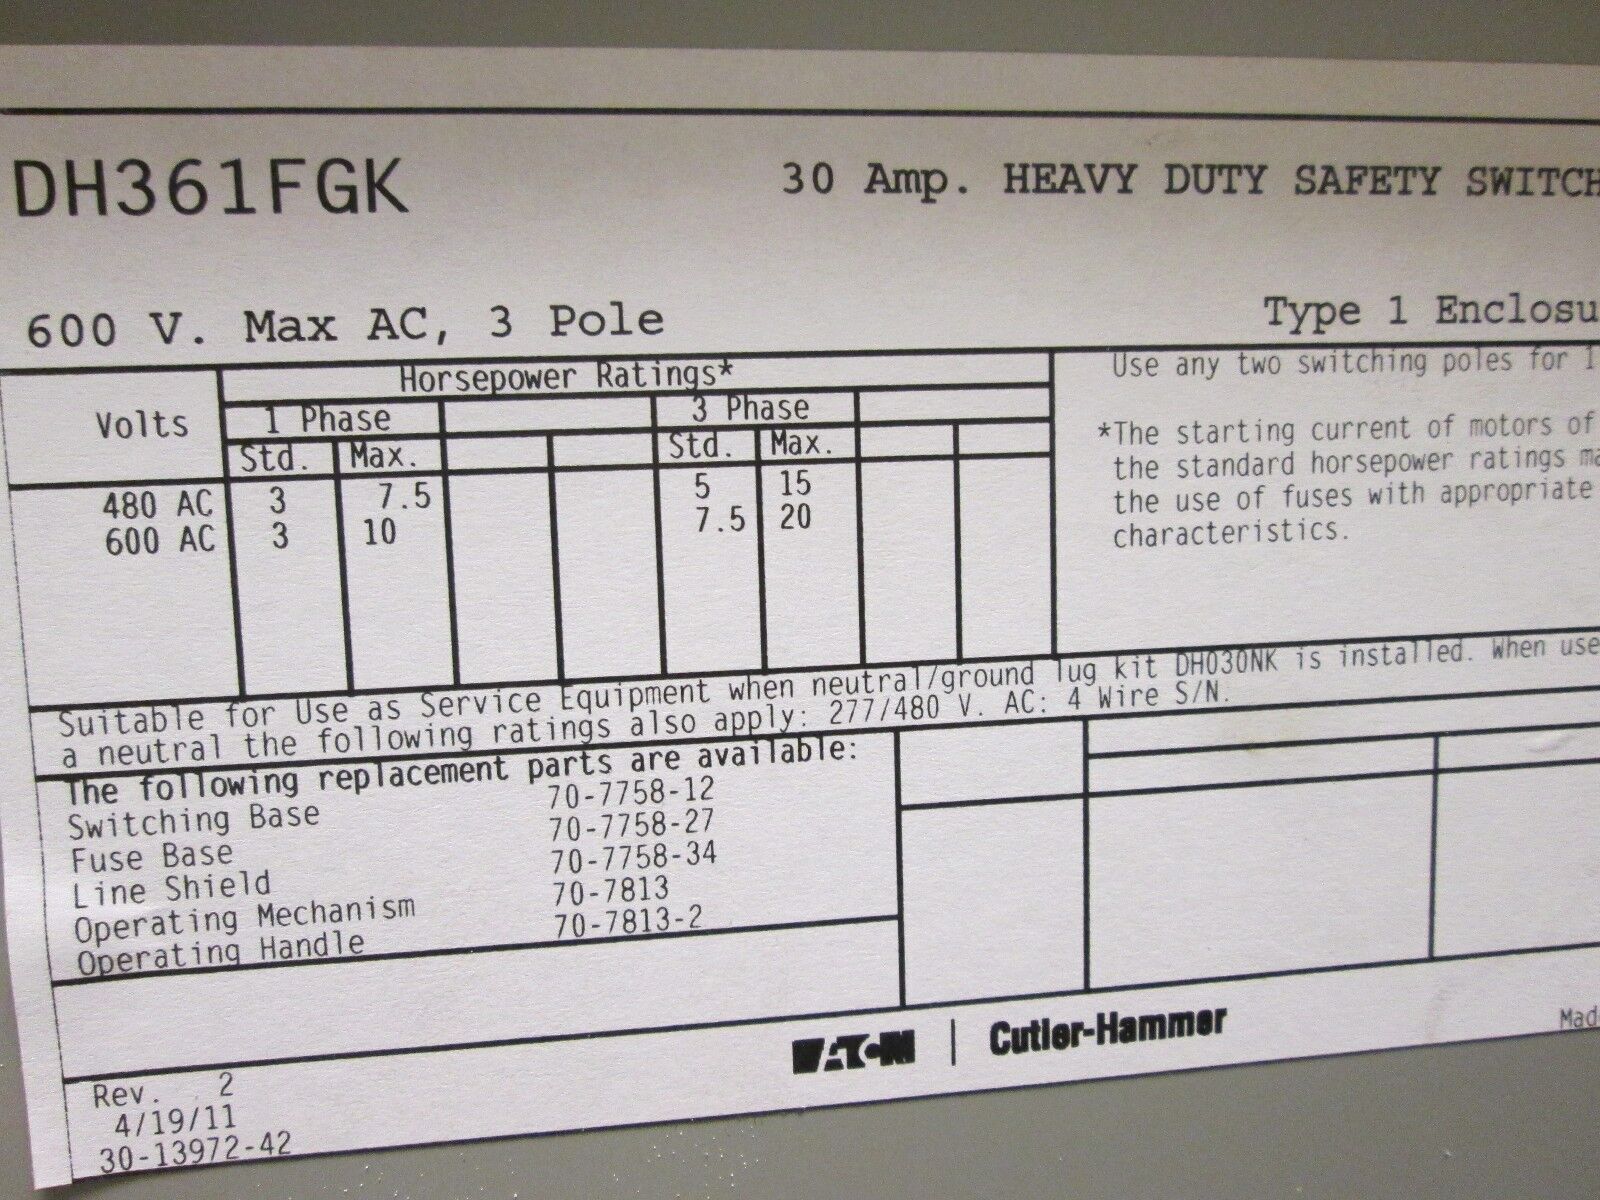 DH361FGK
30 Amp. HEAVY DUTY SAFETY SWITCH
600 V. Max AC, 3 Pole
Type 1 Enclosu
Volts
Horsepower Ratings*
1 Phase 3 Phase
Std. Max. Std. Max.
480 AC 3 7.5 5 15
600 AC 3 10 7.5 20
Use any two switching poles for 1
*The starting current of motors of
the standard horsepower ratings ma
the use of fuses with appropriate
characteristics.
Suitable for Use as Service Equipment when neutral/ground lug kit DH030NK is installed. When use
a neutral the following ratings also apply: 277/480 V. AC: 4 Wire S/N.
The following replacement parts are available:
Switching Base 70-7758-12
Fuse Base 70-7758-27
Line Shield 70-7758-34
Operating Mechanism 70-7813
Operating Handle 70-7813-2
EATON | Cutler-Hammer
Mad
Rev. 2
4/19/11
30-13972-42